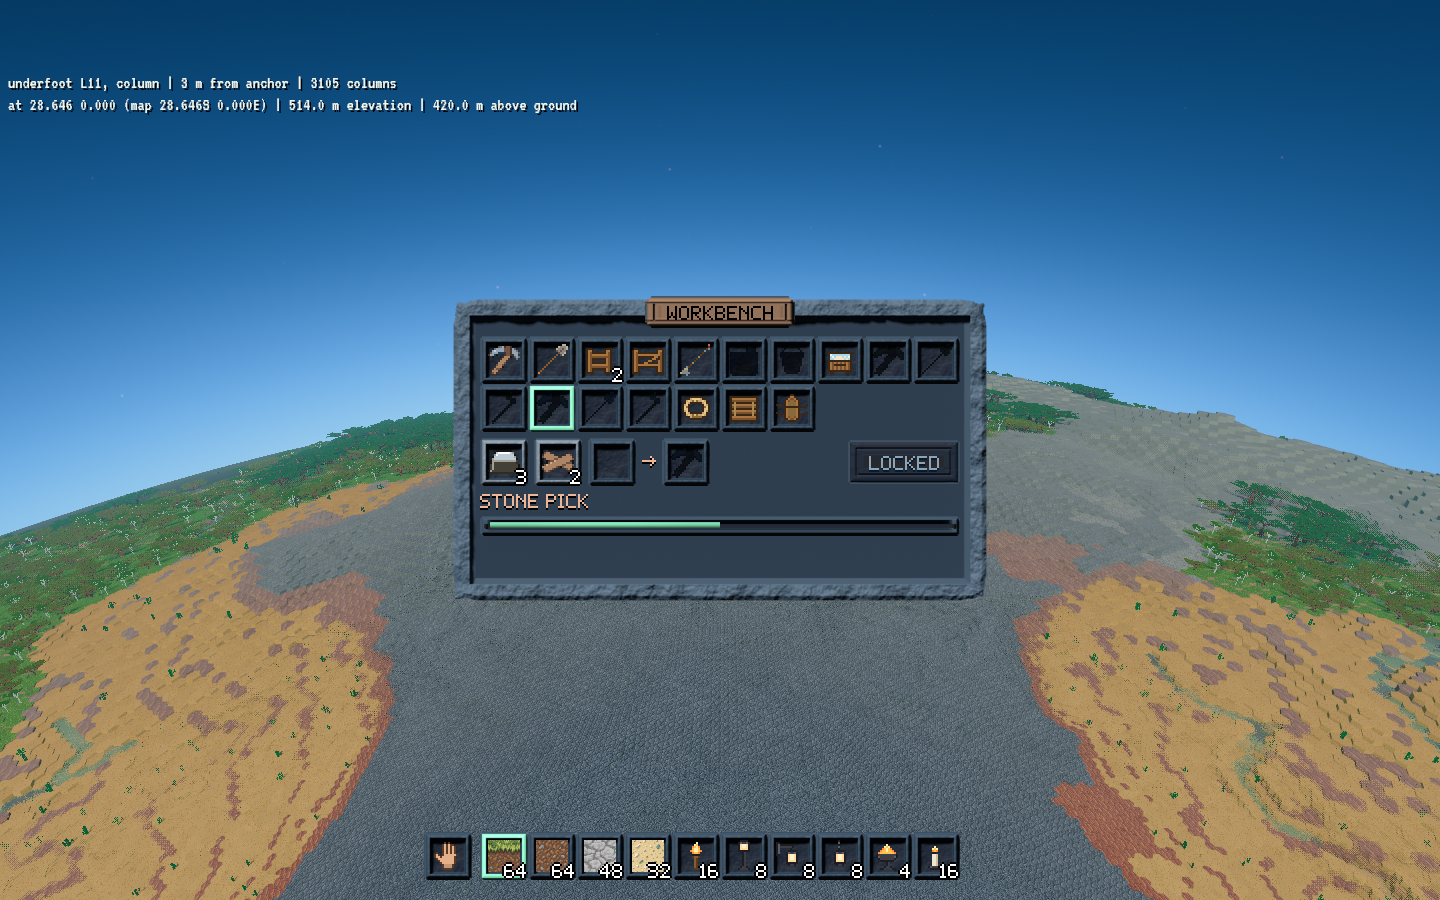 underfoot L11, column | 3 m from anchor | 3105 columns
at 28.646 0.000 (map 28.646S 0.000E) | 514.0 m elevation | 420.0 m above ground
WORKBENCH
2
3 2
LOCKED
STONE PICK
64 64 48 32 16 8 8 8 4 16